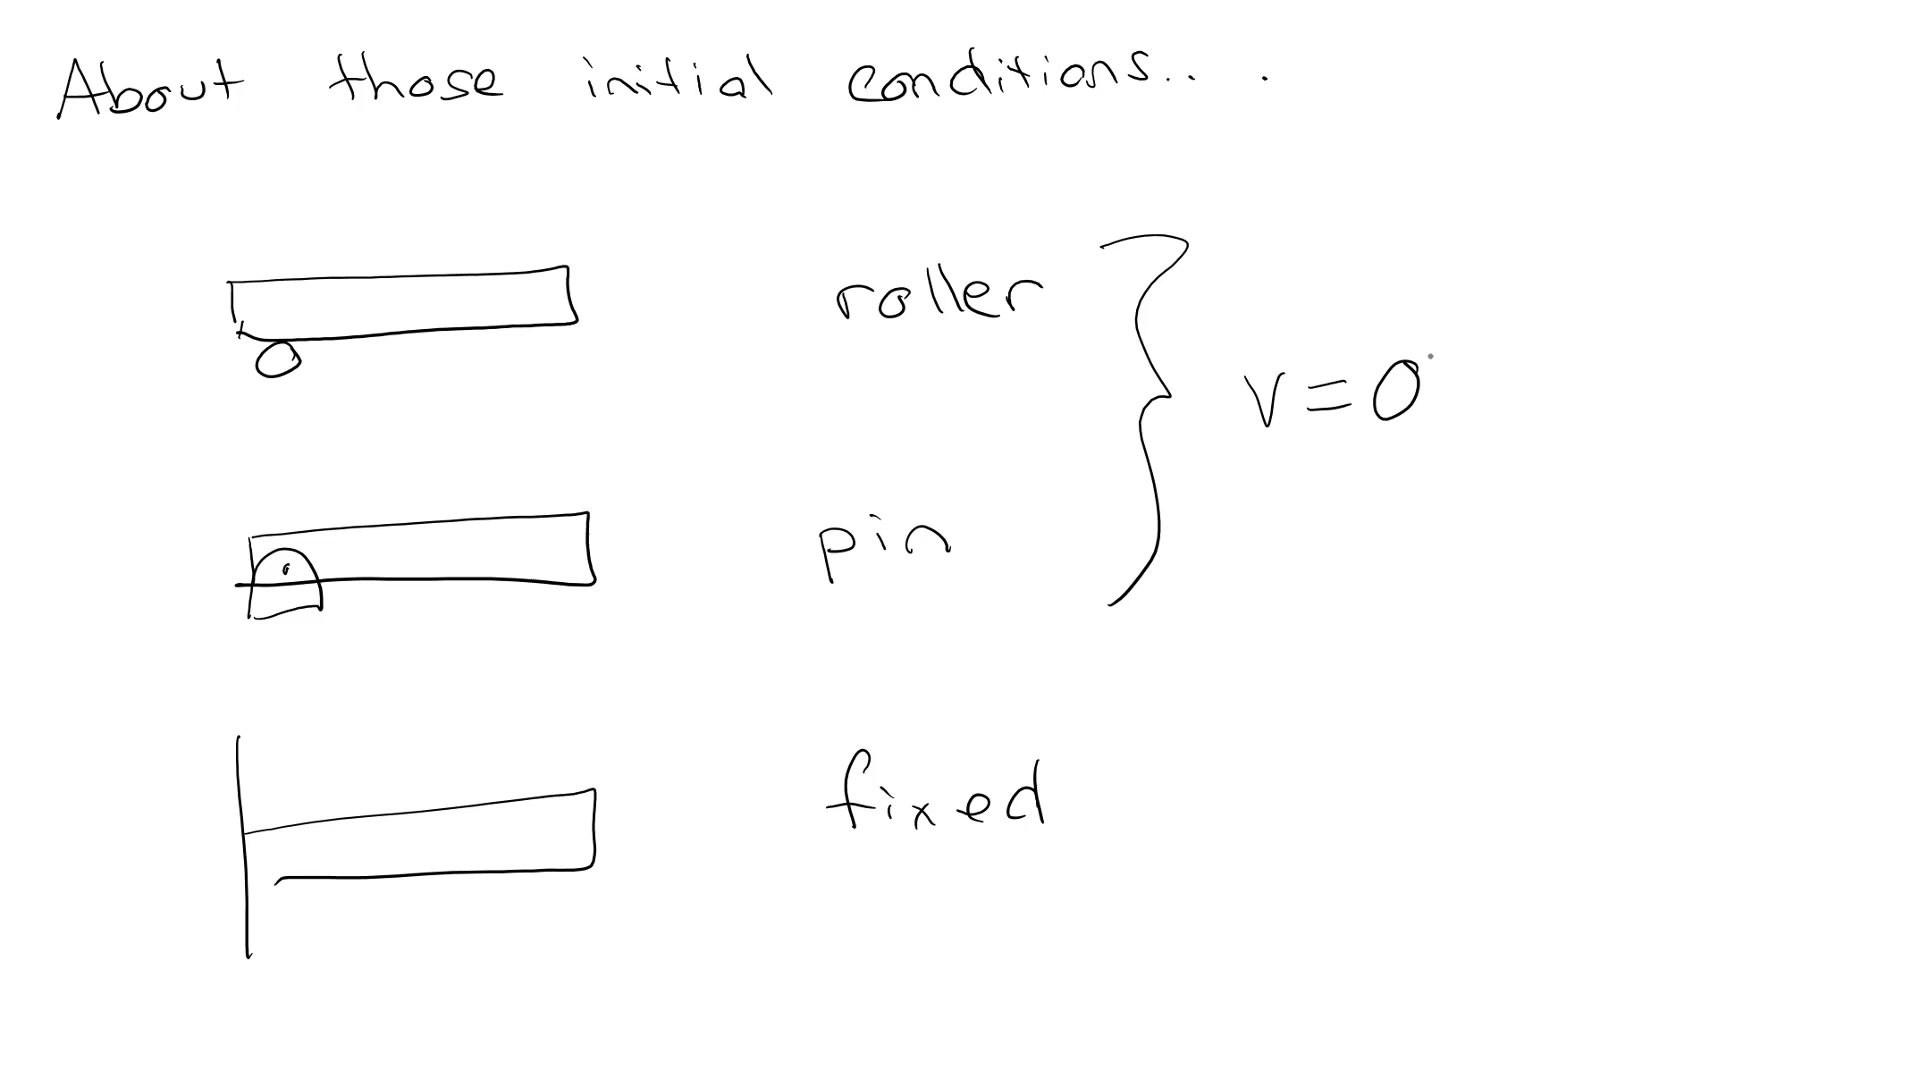 About those initial conditions...
roller
v=0
pin
fixed